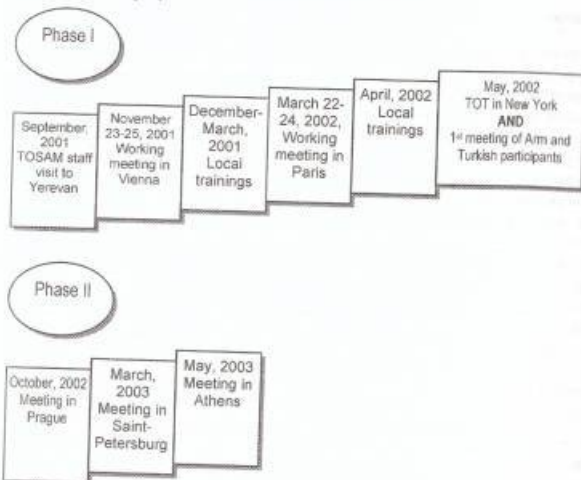 Phase I
September,
2001
TOSAM staff
visit to
Yerevan
November
23-25, 2001
Working
meeting in
Vienna
December-
March,
2001
Local
trainings
March 22-
24, 2002,
Working
meeting in
Paris
April, 2002
Local
trainings
May, 2002
TOT in New York
AND
1st meeting of Arm and
Turkish participants
Phase II
October, 2002
Meeting in
Prague
March,
2003
Meeting in
Saint-
Petersburg
May, 2003
Meeting in
Athens